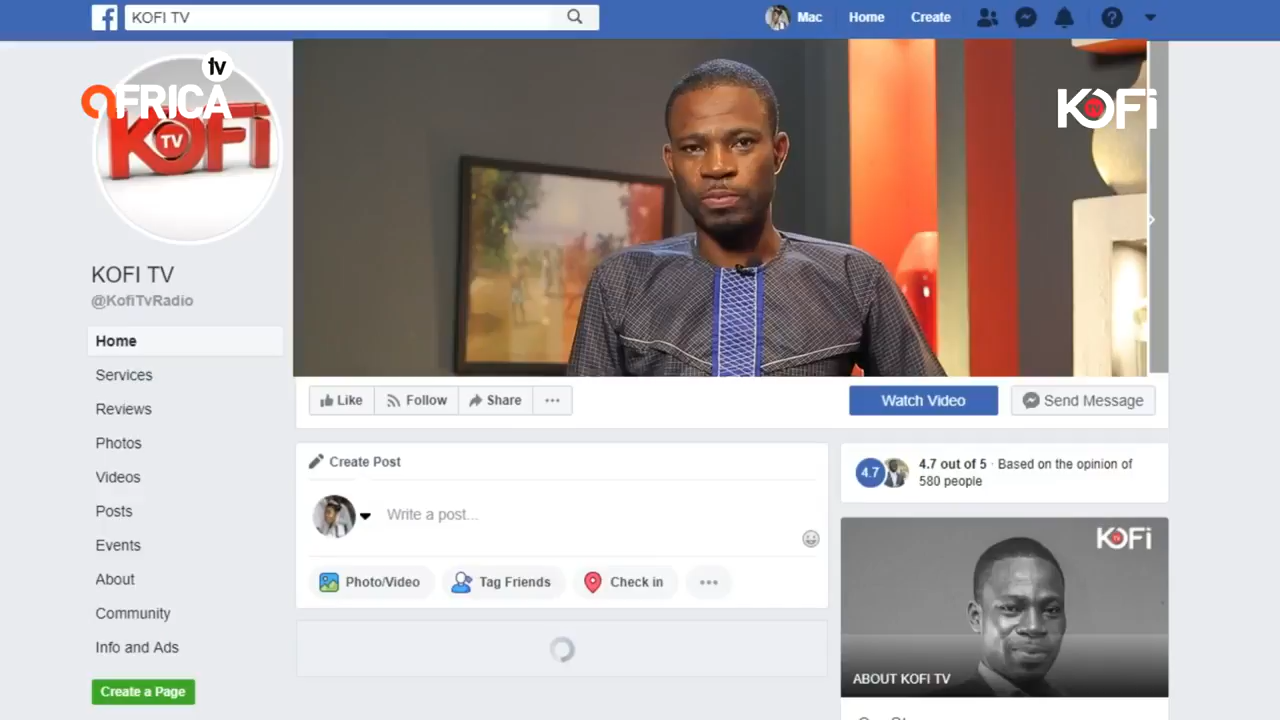 KOFI TV
Mac
Home
Create
tv
aFRICA
KOFi
TV
KOFi
TV
KOFI TV
@KofiTvRadio
Home
Services
Reviews
Photos
Videos
Posts
Events
About
Community
Info and Ads
Create a Page
Like
Follow
Share
Watch Video
Send Message
Create Post
Write a post...
Photo/Video
Tag Friends
Check in
4.7
4.7 out of 5 · Based on the opinion of
580 people
KOFi
ABOUT KOFI TV